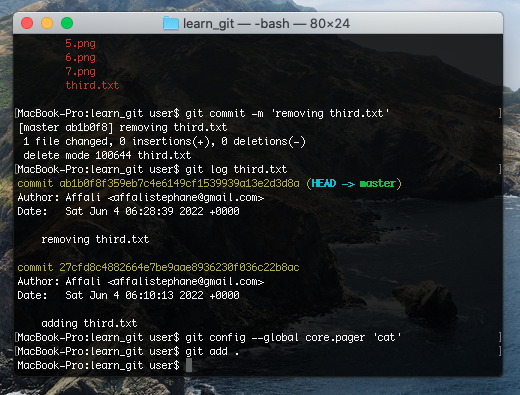 learn_git — -bash — 80×24
5.png
6.png
7.png
third.txt
[MacBook-Pro:learn_git user$ git commit -m 'removing third.txt' ]
[master ab1b0f8] removing third.txt
1 file changed, 0 insertions(+), 0 deletions(-)
delete mode 100644 third.txt
[MacBook-Pro:learn_git user$ git log third.txt ]
commit ab1b0f8f359eb7c4e6149cf1539939a13e2d3d8a (HEAD -> master)
Author: Affali <affalistephane@gmail.com>
Date: Sat Jun 4 06:28:39 2022 +0000
removing third.txt
commit 27cfd8c4882664e7be9aae8936230f036c22b8ac
Author: Affali <affalistephane@gmail.com>
Date: Sat Jun 4 06:10:13 2022 +0000
adding third.txt
[MacBook-Pro:learn_git user$ git config --global core.pager 'cat' ]
[MacBook-Pro:learn_git user$ git add . ]
MacBook-Pro:learn_git user$